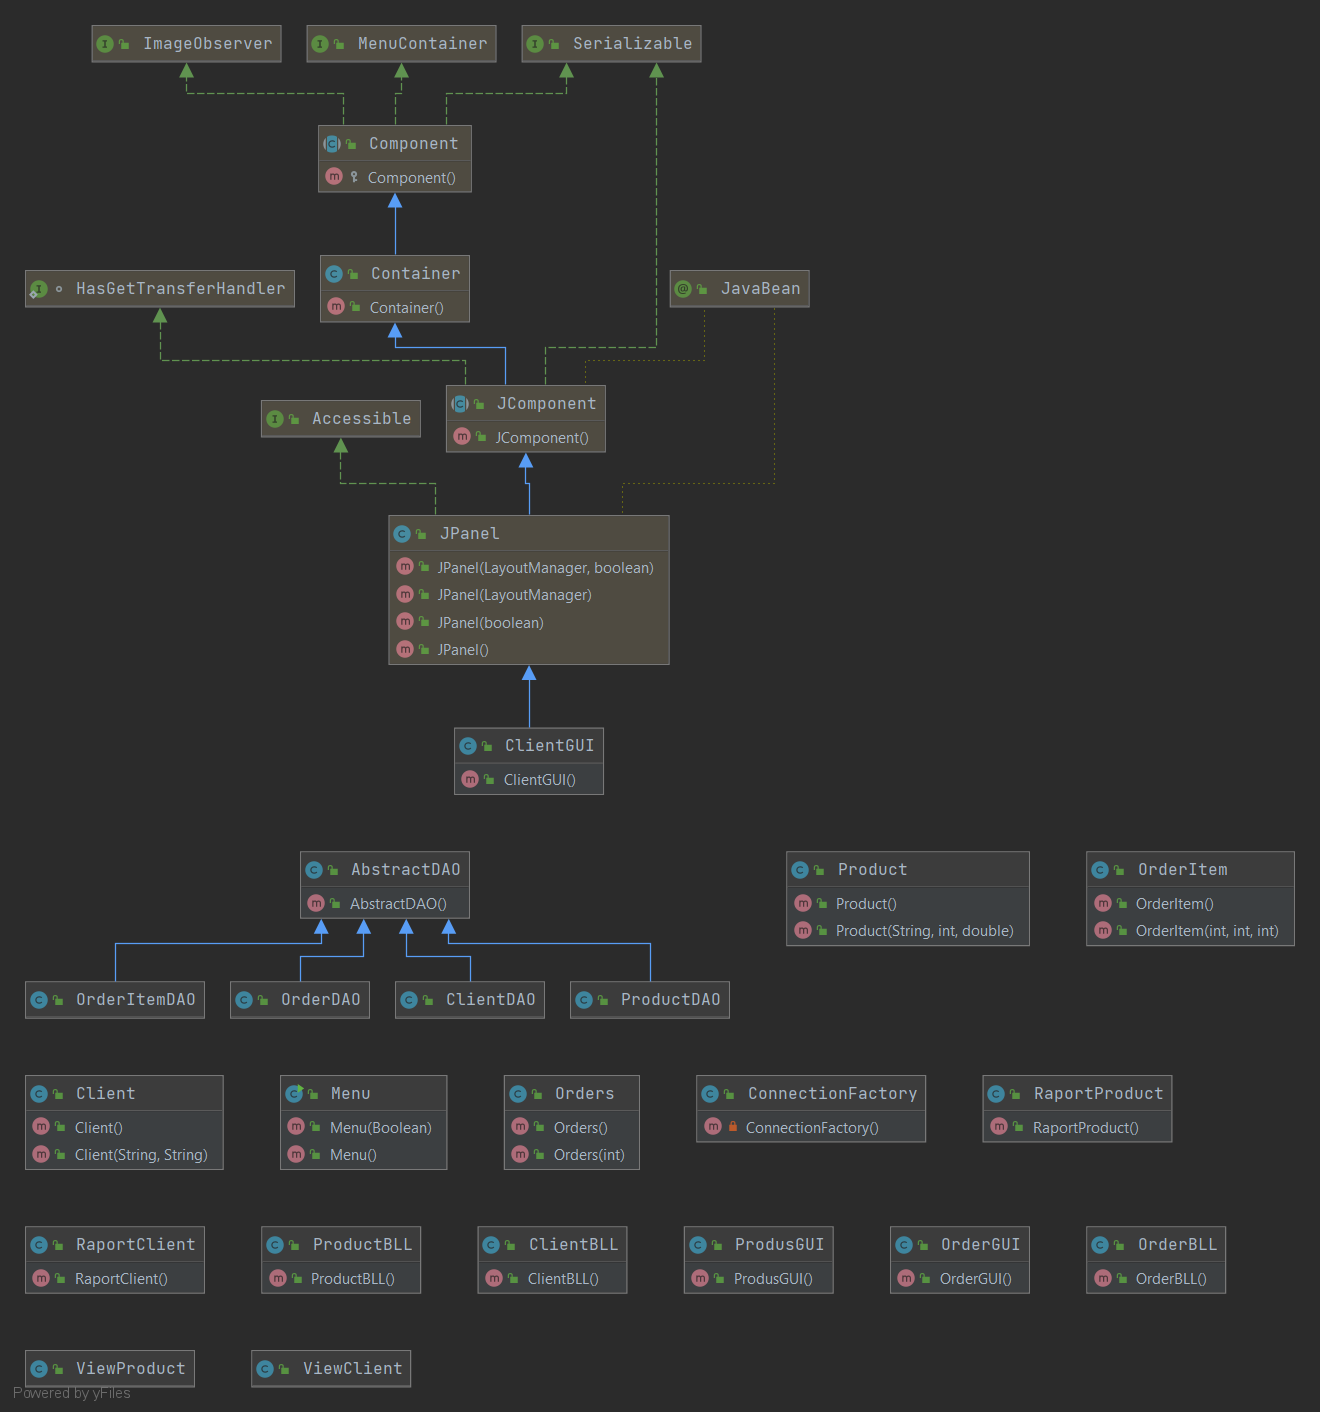 ImageObserver
MenuContainer
Serializable
Component
Component()
Container
Container()
HasGetTransferHandler
JavaBean
JComponent
JComponent()
Accessible
JPanel
JPanel(LayoutManager, boolean)
JPanel(LayoutManager)
JPanel(boolean)
JPanel()
ClientGUI
ClientGUI()
AbstractDAO
AbstractDAO()
Product
Product()
Product(String, int, double)
OrderItem
OrderItem()
OrderItem(int, int, int)
OrderItemDAO
OrderDAO
ClientDAO
ProductDAO
Client
Client()
Client(String, String)
Menu
Menu(Boolean)
Menu()
Orders
Orders()
Orders(int)
ConnectionFactory
ConnectionFactory()
RaportProduct
RaportProduct()
RaportClient
RaportClient()
ProductBLL
ProductBLL()
ClientBLL
ClientBLL()
ProdusGUI
ProdusGUI()
OrderGUI
OrderGUI()
OrderBLL
OrderBLL()
ViewProduct
ViewClient
Powered by yFiles